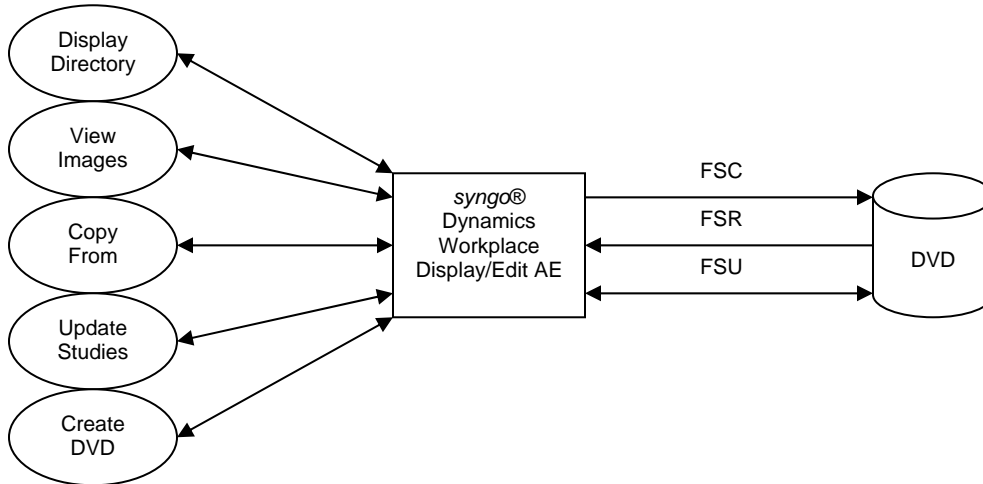 Display
Directory
View
Images
Copy
From
Update
Studies
Create
DVD
syngo®
Dynamics
Workplace
Display/Edit AE
FSC
FSR
FSU
DVD